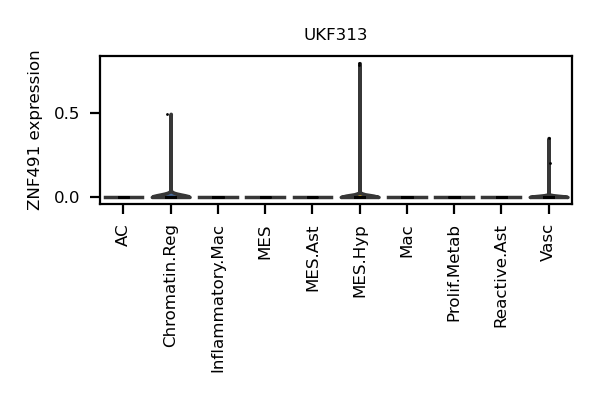 UKF313
ZNF491 expression
0.5
0.0
AC
Chromatin.Reg
Inflammatory.Mac
MES
MES.Ast
MES.Hyp
Mac
Prolif.Metab
Reactive.Ast
Vasc